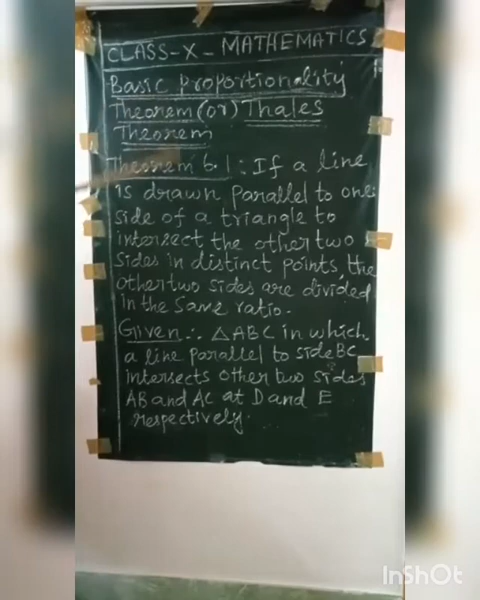 CLASS-X-MATHEMATICS
Basic proportionality
Theorem (or) Thales
Theorem
Theorem 6.1: If a line
is drawn parallel to one
side of a triangle to
intersect the other two
sides in distinct points, the
other two sides are divided
in the same ratio.
Given ∴ △ABC in which
a line parallel to side BC
intersects other two sides
AB and AC at D and E
respectively.
InShOt